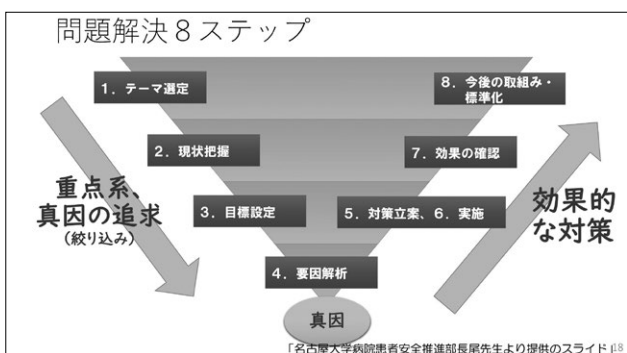 問題解決８ステップ
１．テーマ選定
２．現状把握
３．目標設定
４．要因解析
５．対策立案、６．実施
７．効果の確認
８．今後の取組み・
標準化
重点系、
真因の追求
（絞り込み）
効果的
な対策
真因
「名古屋大学病院患者安全推進部長尾先生より提供のスライド」
18